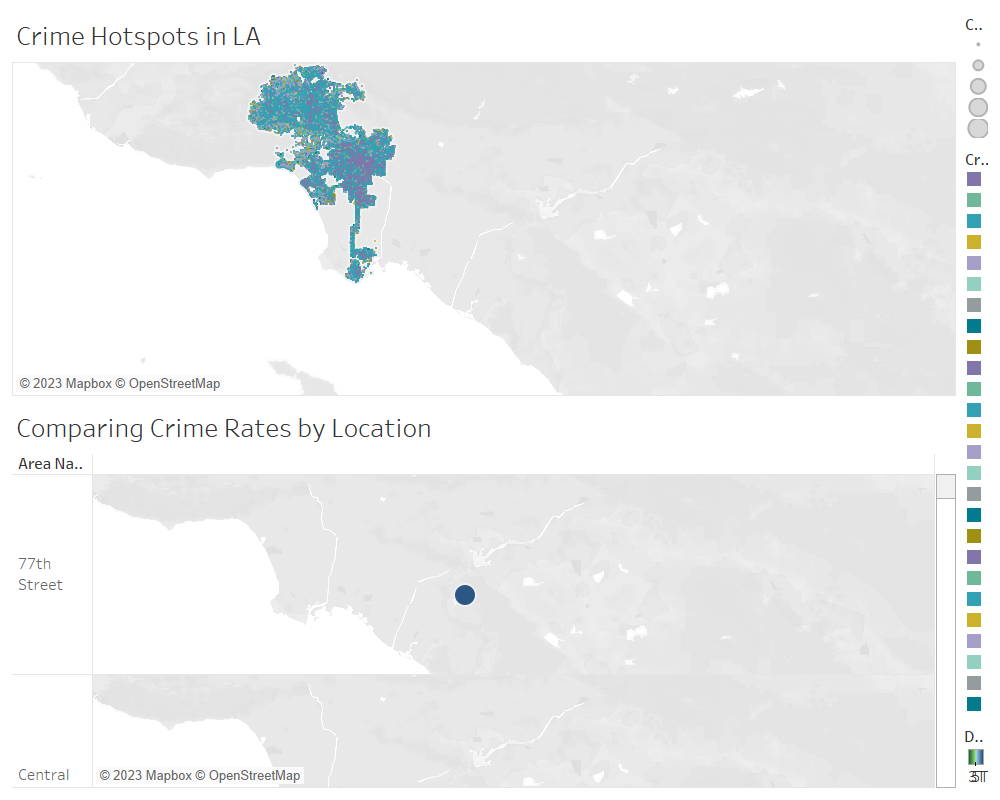 Crime Hotspots in LA
C..
© 2023 Mapbox © OpenStreetMap
Cr..
Comparing Crime Rates by Location
Area Na..
77th
Street
Central
© 2023 Mapbox © OpenStreetMap
D..